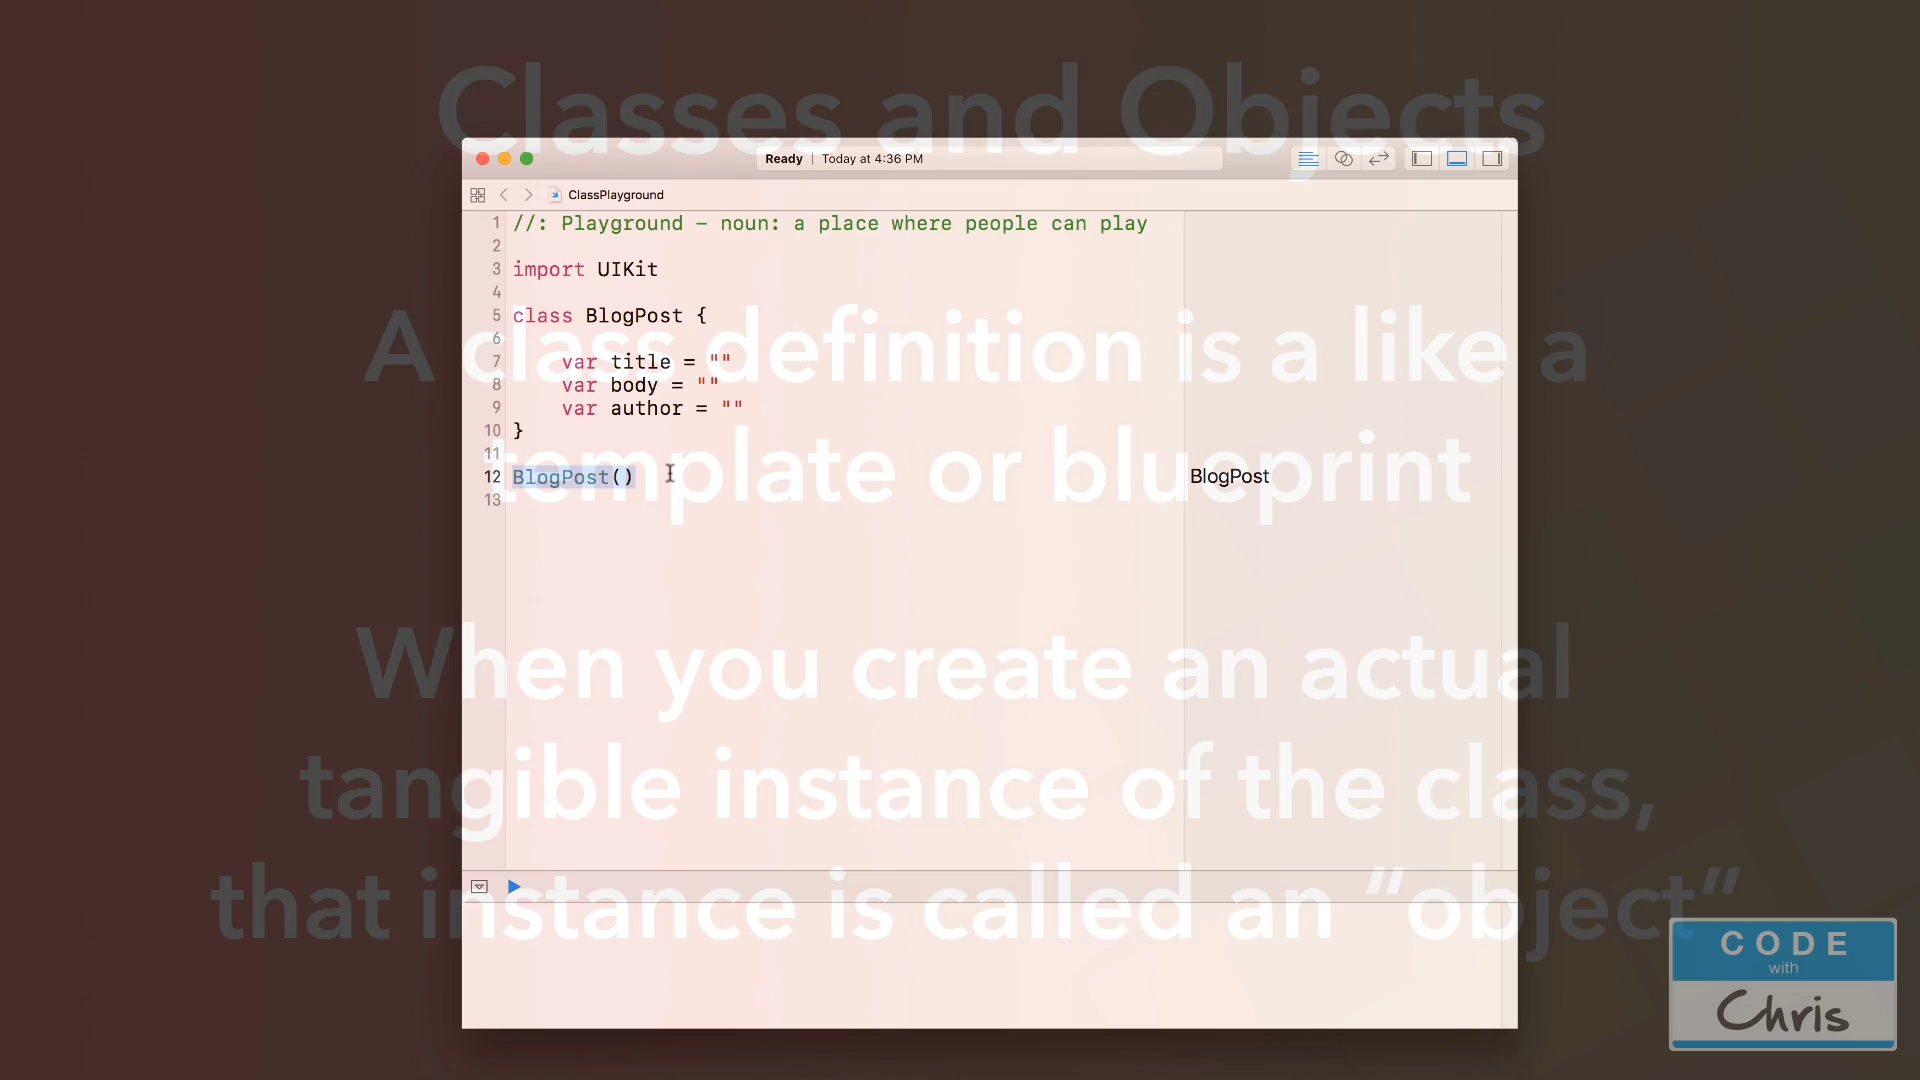 Classes and Objects
Ready | Today at 4:36 PM
ClassPlayground
1 //: Playground – noun: a place where people can play
2
3 import UIKit
4
5 class BlogPost {
6
7 var title = ""
8 var body = ""
9 var author = ""
10 }
11
12 BlogPost() BlogPost
13
A class definition is a like a
template or blueprint
When you create an actual
tangible instance of the class,
that instance is called an “object”
CODE
with
Chris